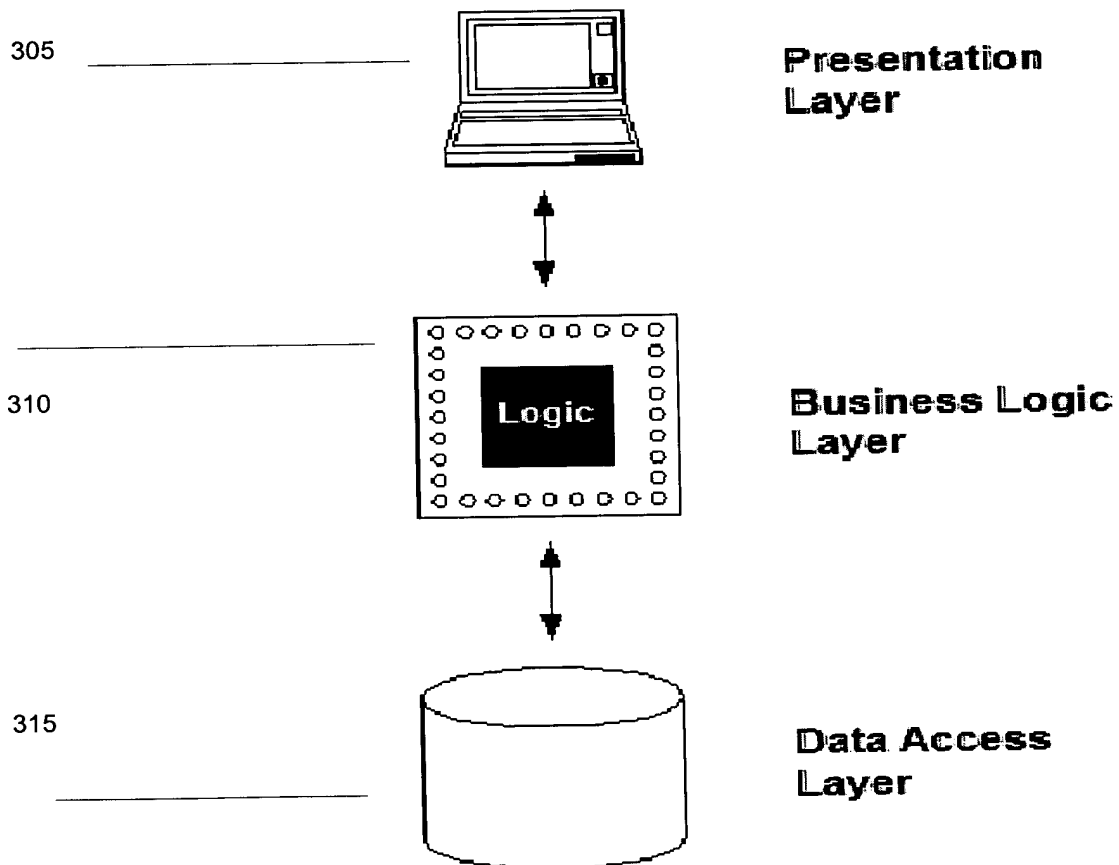 305
Presentation
Layer
310
Logic
Business Logic
Layer
315
Data Access
Layer